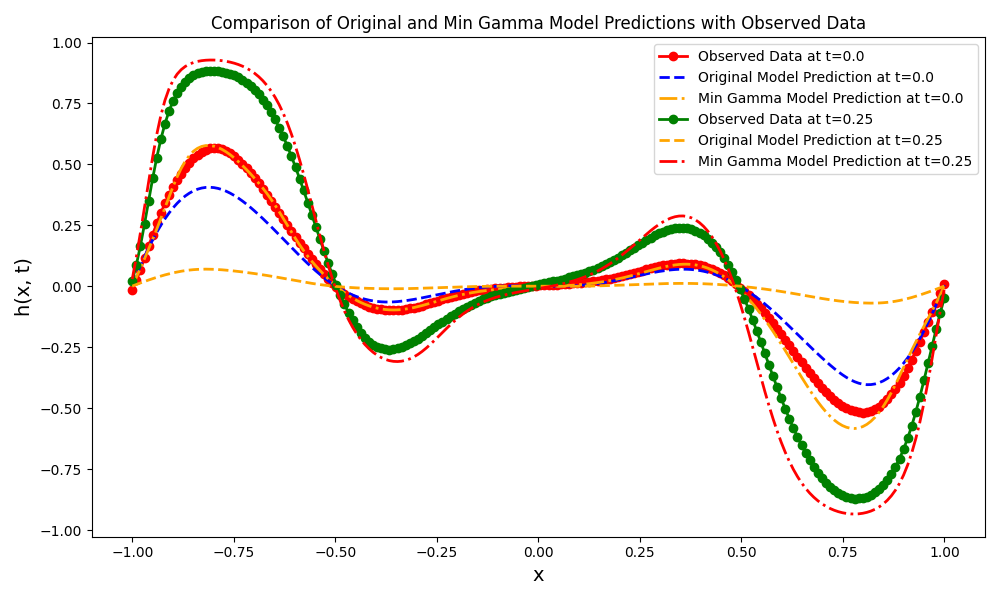 Comparison of Original and Min Gamma Model Predictions with Observed Data
1.00
0.75
0.50
0.25
0.00
−0.25
−0.50
−0.75
−1.00
h(x, t)
Observed Data at t=0.0
Original Model Prediction at t=0.0
Min Gamma Model Prediction at t=0.0
Observed Data at t=0.25
Original Model Prediction at t=0.25
Min Gamma Model Prediction at t=0.25
−1.00 −0.75 −0.50 −0.25 0.00 0.25 0.50 0.75 1.00
x